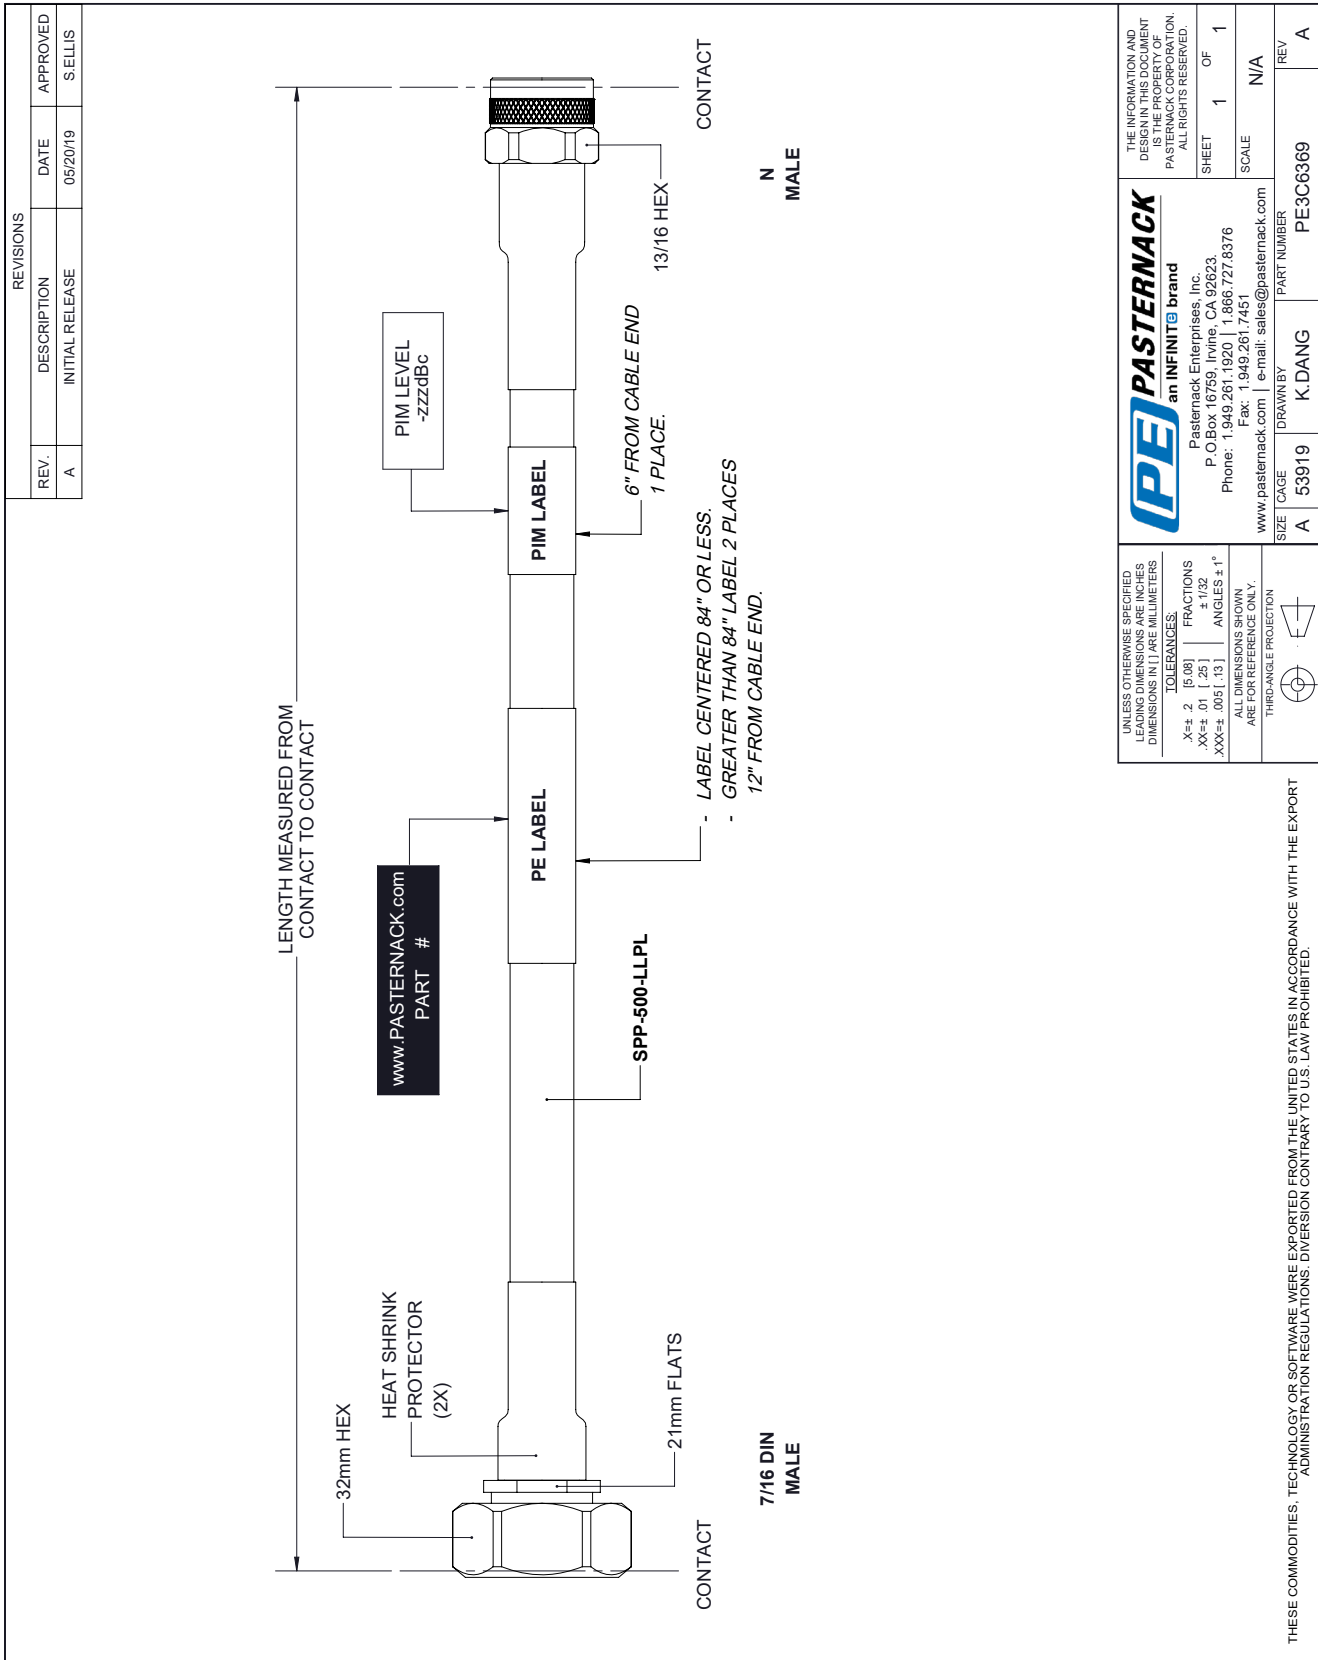 REVISIONS
REV. DESCRIPTION DATE APPROVED
A INITIAL RELEASE 05/20/19 S.ELLIS
LENGTH MEASURED FROM
CONTACT TO CONTACT
32mm HEX
HEAT SHRINK
PROTECTOR
(2X)
www.PASTERNACK.com
PART #
PIM LEVEL
-zzzdBc
PE LABEL
PIM LABEL
21mm FLATS
SPP-500-LLPL
- LABEL CENTERED 84" OR LESS.
- GREATER THAN 84" LABEL 2 PLACES
12" FROM CABLE END.
6" FROM CABLE END
1 PLACE.
13/16 HEX
CONTACT
CONTACT
7/16 DIN
MALE
N
MALE
UNLESS OTHERWISE SPECIFIED
LEADING DIMENSIONS ARE INCHES
DIMENSIONS IN [ ] ARE MILLIMETERS
TOLERANCES:
.X=± .2 [5.08] FRACTIONS
.XX=± .01 [ .25 ] ± 1/32
.XXX=± .005 [ .13 ] ANGLES ± 1°
ALL DIMENSIONS SHOWN
ARE FOR REFERENCE ONLY.
THIRD-ANGLE PROJECTION
PE PASTERNACK
an INFINITe brand
Pasternack Enterprises, Inc.
P.O.Box 16759, Irvine, CA 92623.
Phone: 1.949.261.1920 | 1.866.727.8376
Fax: 1.949.261.7451
www.pasternack.com | e-mail: sales@pasternack.com
THE INFORMATION AND
DESIGN IN THIS DOCUMENT
IS THE PROPERTY OF
PASTERNACK CORPORATION.
ALL RIGHTS RESERVED.
SHEET 1 OF 1
SCALE N/A
SIZE A
CAGE 53919
DRAWN BY K.DANG
PART NUMBER PE3C6369
REV A
THESE COMMODITIES, TECHNOLOGY OR SOFTWARE WERE EXPORTED FROM THE UNITED STATES IN ACCORDANCE WITH THE EXPORT
ADMINISTRATION REGULATIONS. DIVERSION CONTRARY TO U.S. LAW PROHIBITED.